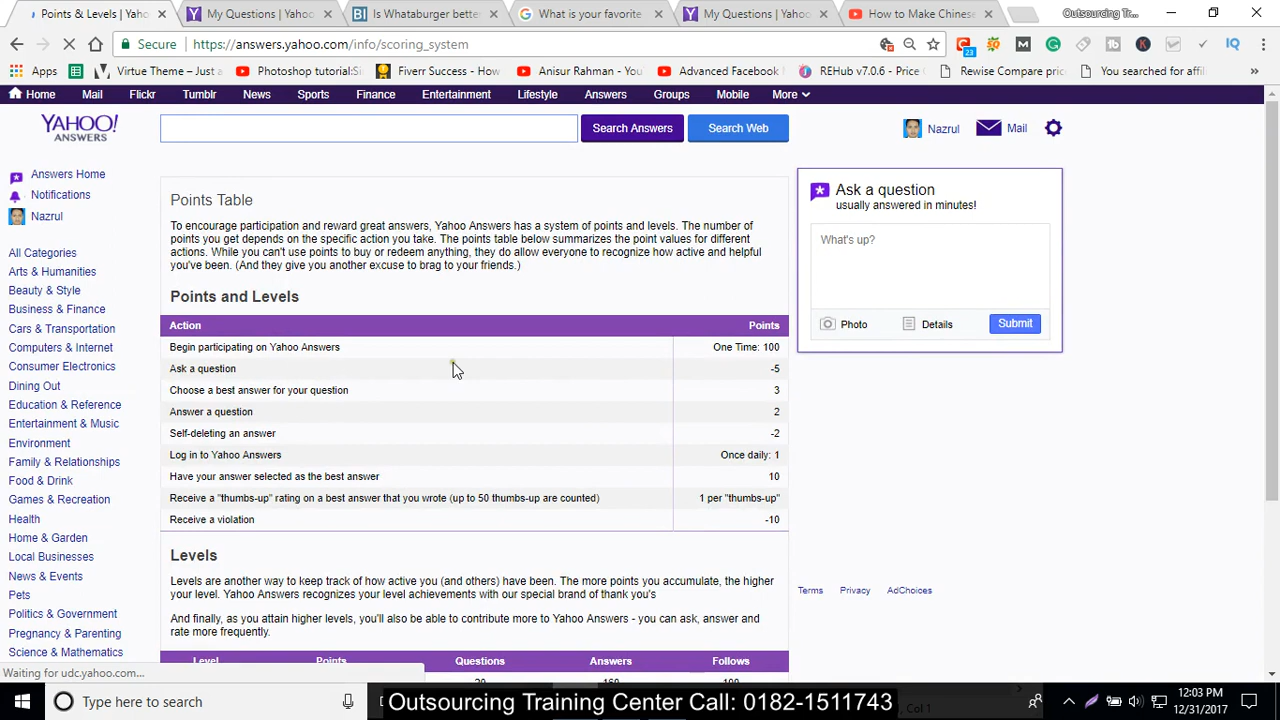 Points & Levels | Yaho
My Questions | Yahoo
Is Whataburger bette
What is your favorite
My Questions | Yahoo
How to Make Chinese
Outsourcing Tr...
Secure
https://answers.yahoo.com/info/scoring_system
23
Apps
Virtue Theme – Just a
Photoshop tutorial:Si
Fiverr Success - How
Anisur Rahman - You
Advanced Facebook
REHub v7.0.6 - Price
Rewise Compare pric
You searched for affil
Home
Mail
Flickr
Tumblr
News
Sports
Finance
Entertainment
Lifestyle
Answers
Groups
Mobile
More
YAHOO!
ANSWERS
Search Answers
Search Web
Nazrul
Mail
Answers Home
Notifications
Nazrul
All Categories
Arts & Humanities
Beauty & Style
Business & Finance
Cars & Transportation
Computers & Internet
Consumer Electronics
Dining Out
Education & Reference
Entertainment & Music
Environment
Family & Relationships
Food & Drink
Games & Recreation
Health
Home & Garden
Local Businesses
News & Events
Pets
Politics & Government
Pregnancy & Parenting
Science & Mathematics
Points Table
To encourage participation and reward great answers, Yahoo Answers has a system of points and levels. The number
of points you get depends on the specific action you take. The points table below summarizes the point values for different
actions. While you can't use points to buy or redeem anything, they do allow everyone to recognize how active and helpful
you've been. (And they give you another excuse to brag to your friends.)
Points and Levels
Action Points
Begin participating on Yahoo Answers One Time: 100
Ask a question -5
Choose a best answer for your question 3
Answer a question 2
Self-deleting an answer -2
Log in to Yahoo Answers Once daily: 1
Have your answer selected as the best answer 10
Receive a "thumbs-up" rating on a best answer that you wrote (up to 50 thumbs-up are counted) 1 per "thumbs-up"
Receive a violation -10
Levels
Levels are another way to keep track of how active you (and others) have been. The more points you accumulate, the higher
your level. Yahoo Answers recognizes your level achievements with our special brand of thank you's
And finally, as you attain higher levels, you'll also be able to contribute more to Yahoo Answers - you can ask, answer and
rate more frequently.
Level Points Questions Answers Follows
Ask a question
usually answered in minutes!
What's up?
Photo
Details
Submit
Terms
Privacy
AdChoices
Waiting for udc.yahoo.com...
Type here to search
Outsourcing Training Center Call: 0182-1511743
12:03 PM
12/31/2017